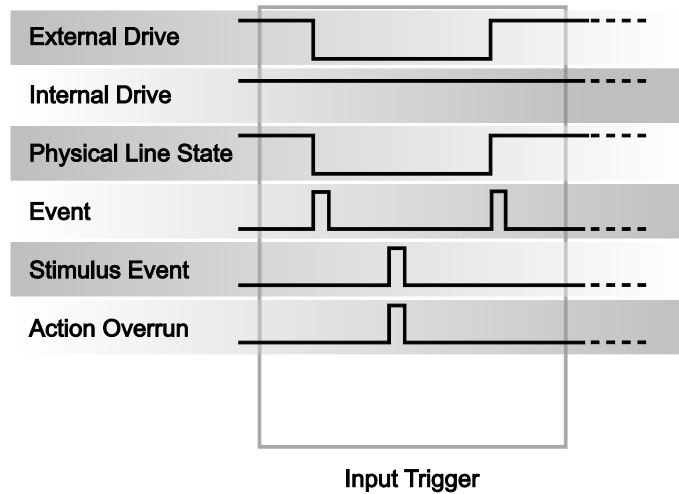 External Drive
Internal Drive
Physical Line State
Event
Stimulus Event
Action Overrun
Input Trigger